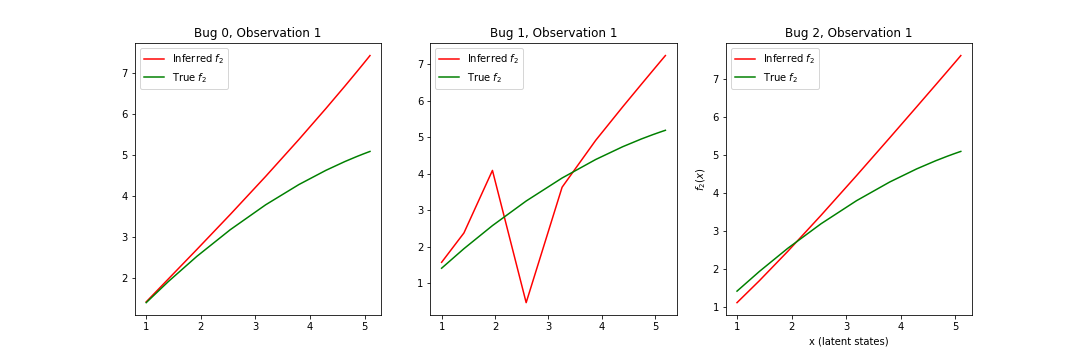 Bug 0, Observation 1
Inferred f₂
True f₂
7
6
5
4
3
2
1 2 3 4 5
Bug 1, Observation 1
Inferred f₂
True f₂
7
6
5
4
3
2
1
1 2 3 4 5
Bug 2, Observation 1
Inferred f₂
True f₂
f₂(x)
7
6
5
4
3
2
1
1 2 3 4 5
x (latent states)